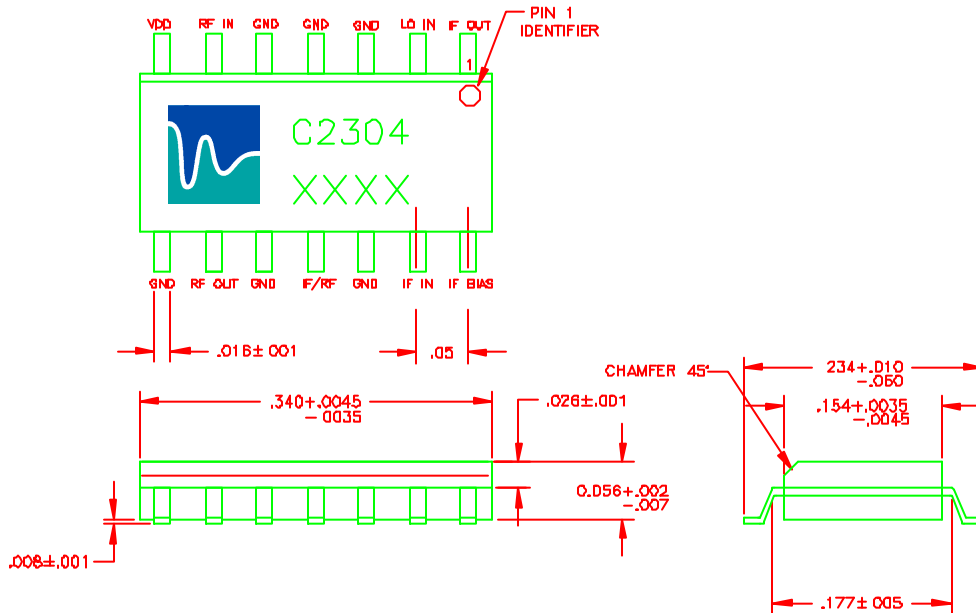 VDD RF IN GND GND GND LO IN IF OUT
PIN 1
IDENTIFIER
1
C2304
XXXX
GND RF OUT GND IF/RF GND IF IN IF BIAS
.016± 001
.05
.340+.0045
- 0035
.026±.001
0.056+.002
-.007
.008±.001
CHAMFER 45°
234+.010
-.060
.154+.0035
-.0045
.177± 005